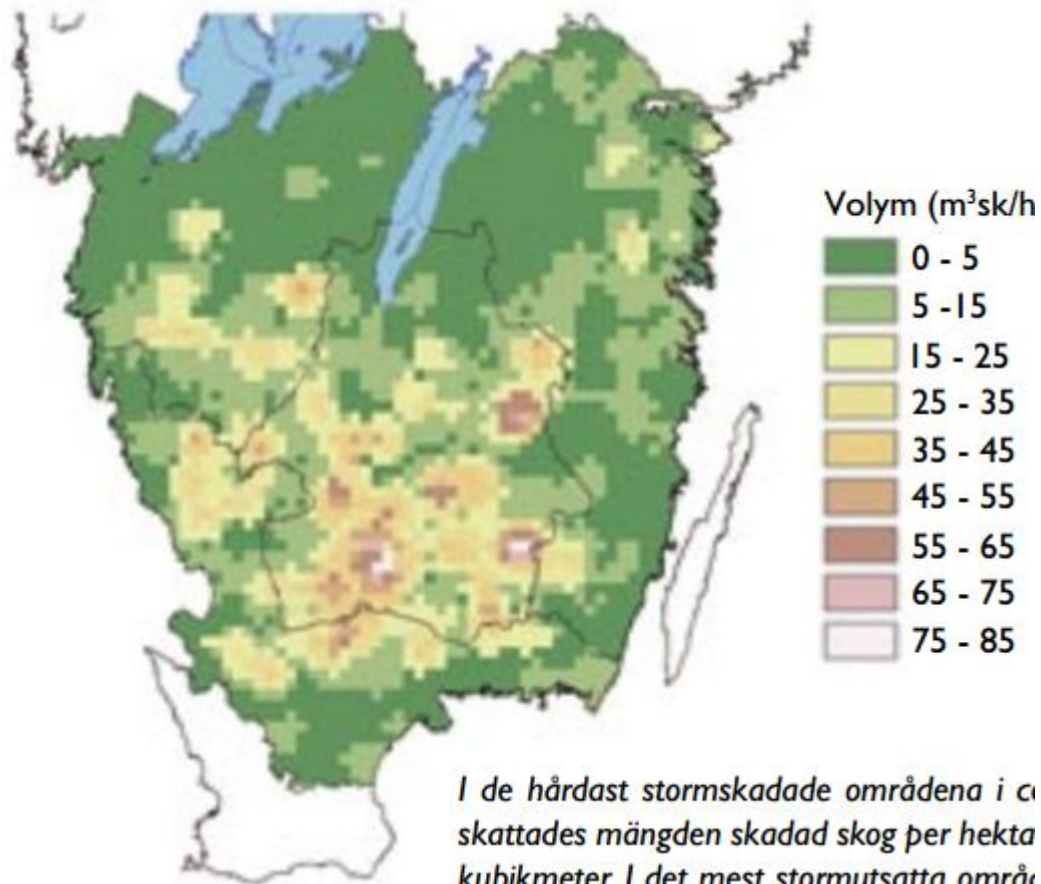 Volym (m³sk/h
0 - 5
5 -15
15 - 25
25 - 35
35 - 45
45 - 55
55 - 65
65 - 75
75 - 85
I de hårdast stormskadade områdena i
skattades mängden skadad skog per hekta
kubikmeter. I det mest stormutsatta områ